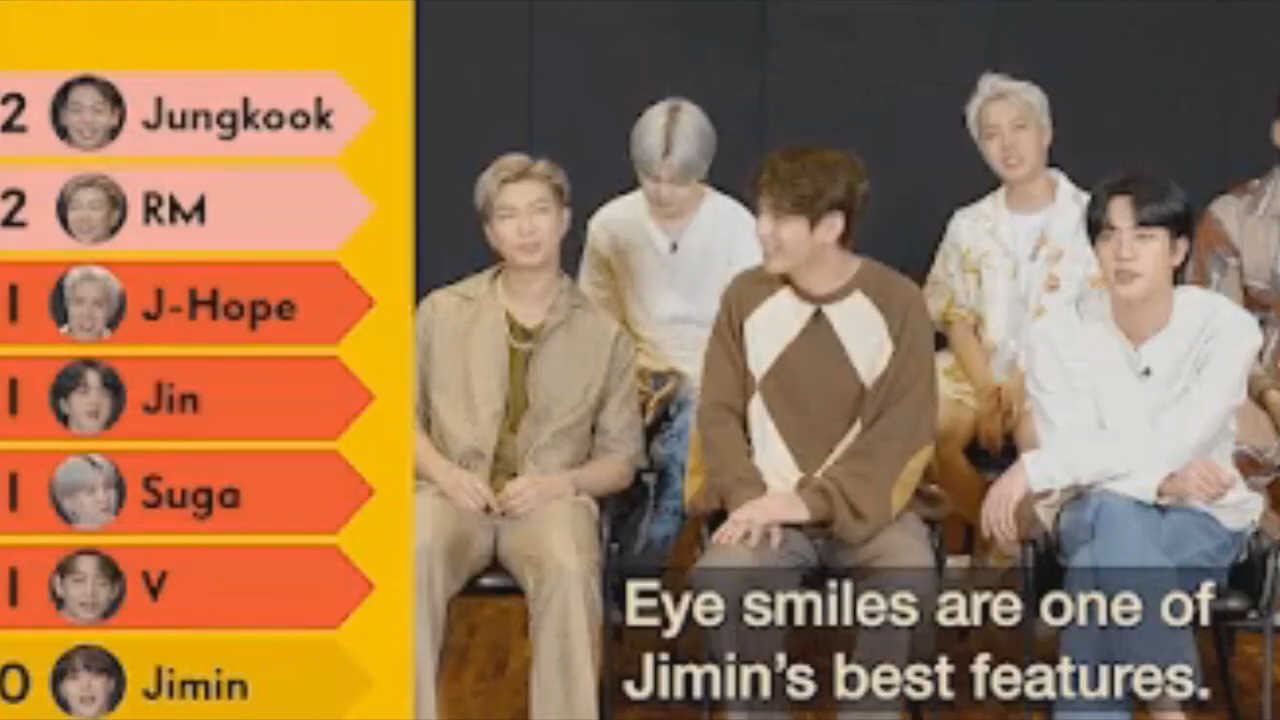 2 Jungkook
2 RM
1 J-Hope
1 Jin
1 Suga
1 V
0 Jimin
Eye smiles are one of
Jimin's best features.